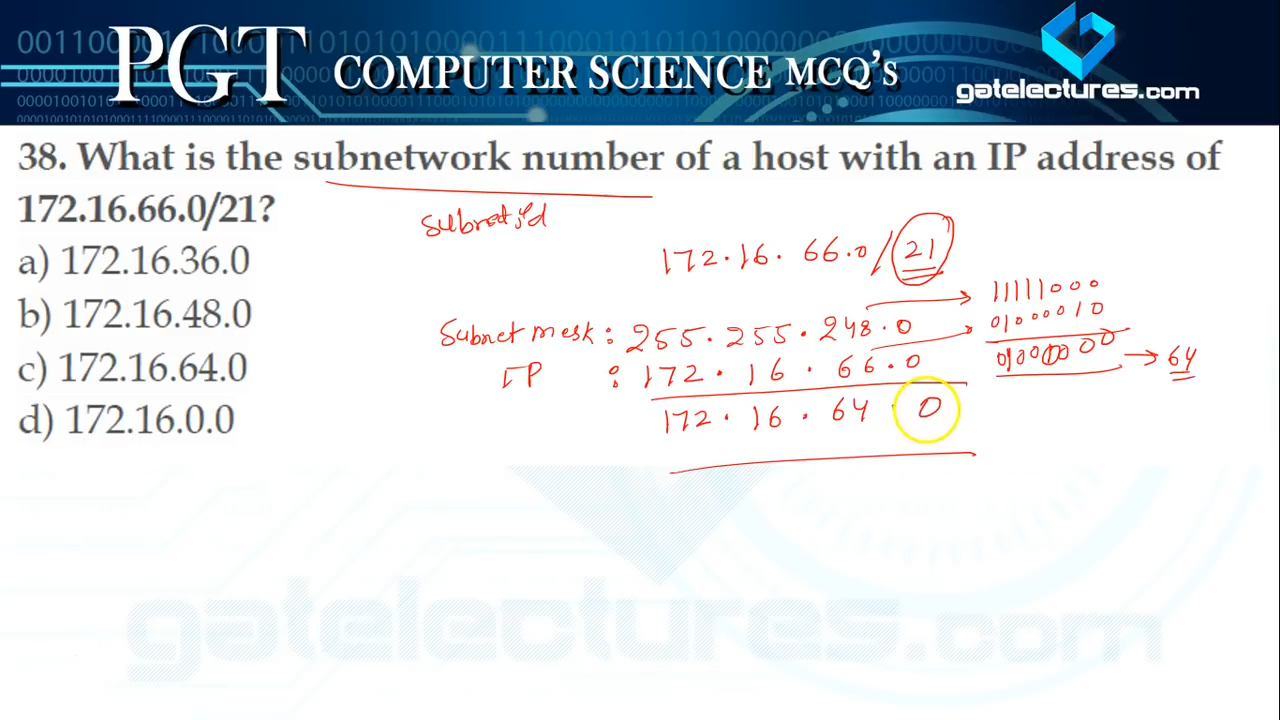 PGT COMPUTER SCIENCE MCQ'S
gatelectures.com
38. What is the subnetwork number of a host with an IP address of
172.16.66.0/21?
subnet id
a) 172.16.36.0
172.16.66.0/21
b) 172.16.48.0
11111000
01000010
Subnet mask: 255.255.248.0
c) 172.16.64.0
IP : 172.16.66.0
01000000 → 64
d) 172.16.0.0
172.16.64.0
gatelectures.com